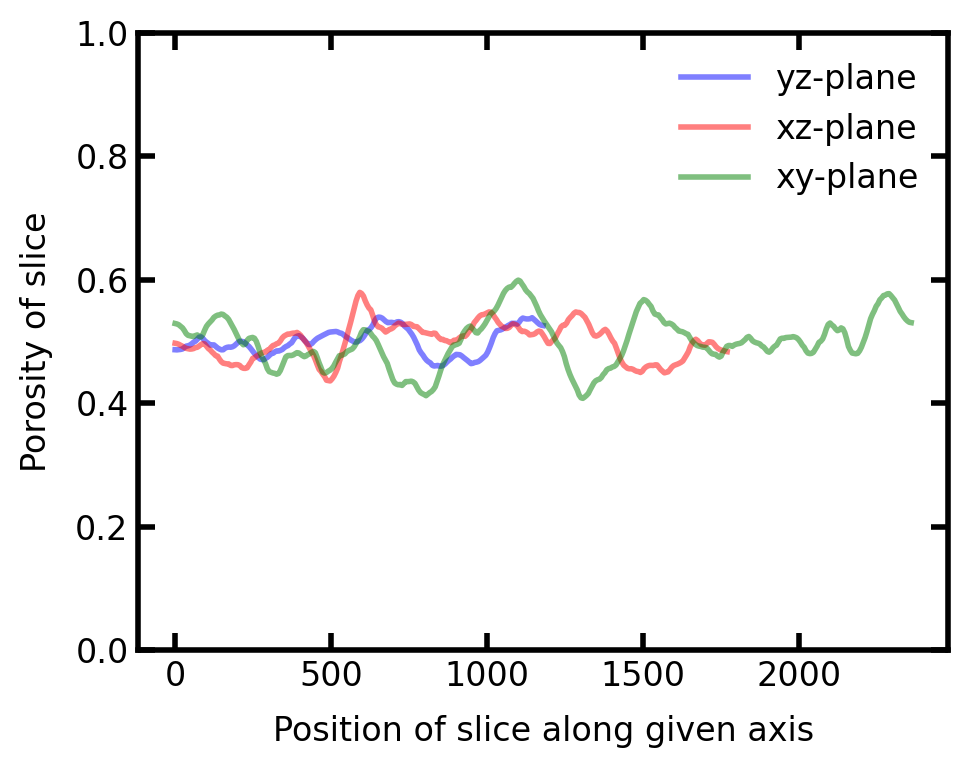 1.0
0.8
0.6
0.4
0.2
0.0
Porosity of slice
yz-plane
xz-plane
xy-plane
0 500 1000 1500 2000
Position of slice along given axis